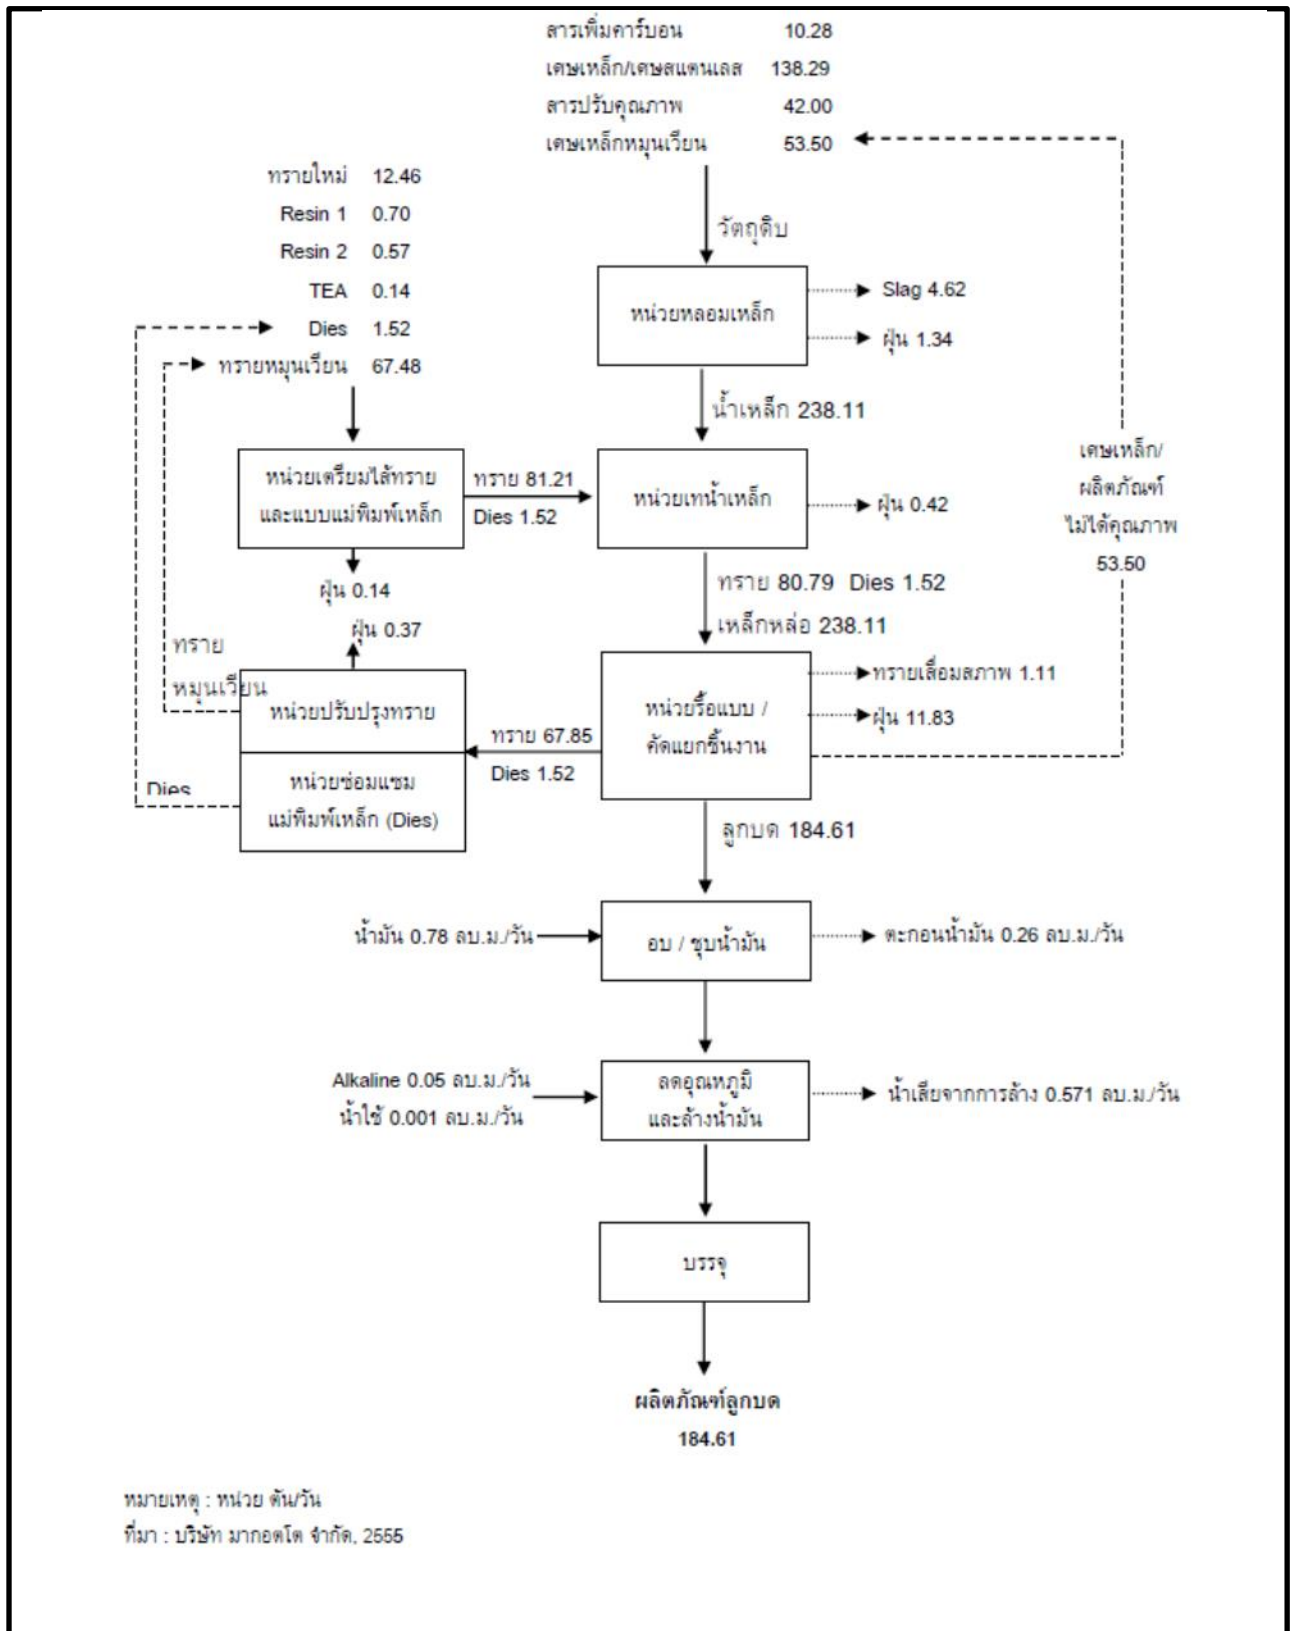 สารเพิ่มคาร์บอน 10.28
เศษเหล็ก/เศษสแตนเลส 138.29
สารปรับคุณภาพ 42.00
เศษเหล็กหมุนเวียน 53.50
ทรายใหม่ 12.46
Resin 1 0.70
Resin 2 0.57
TEA 0.14
Dies 1.52
ทรายหมุนเวียน 67.48
วัตถุดิบ
หน่วยหลอมเหล็ก
Slag 4.62
ฝุ่น 1.34
น้ำเหล็ก 238.11
หน่วยเตรียมไส้ทราย
และแบบแม่พิมพ์เหล็ก
ทราย 81.21
Dies 1.52
หน่วยเทน้ำเหล็ก
ฝุ่น 0.42
เศษเหล็ก/
ผลิตภัณฑ์
ไม่ได้คุณภาพ
53.50
ฝุ่น 0.14
ฝุ่น 0.37
ทราย 80.79 Dies 1.52
เหล็กหล่อ 238.11
ทราย
หมุนเวียน
หน่วยปรับปรุงทราย
หน่วยซ่อมแซม
แม่พิมพ์เหล็ก (Dies)
Dies
ทราย 67.85
Dies 1.52
หน่วยรื้อแบบ /
คัดแยกชิ้นงาน
ทรายเสื่อมสภาพ 1.11
ฝุ่น 11.83
ลูกบด 184.61
น้ำมัน 0.78 ลบ.ม./วัน
อบ / ชุบน้ำมัน
ตะกอนน้ำมัน 0.26 ลบ.ม./วัน
Alkaline 0.05 ลบ.ม./วัน
น้ำใช้ 0.001 ลบ.ม./วัน
ลดอุณหภูมิ
และล้างน้ำมัน
น้ำเสียจากการล้าง 0.571 ลบ.ม./วัน
บรรจุ
ผลิตภัณฑ์ลูกบด
184.61
หมายเหตุ : หน่วย ตัน/วัน
ที่มา : บริษัท มากอตโต จำกัด, 2555